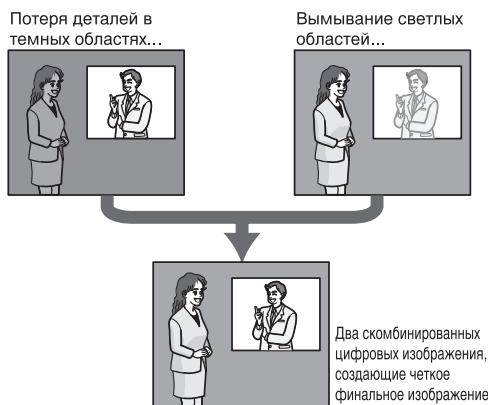 Потеря деталей в
темных областях...
Вымывание светлых
областей...
Два скомбинированных
цифровых изображения,
создающие четкое
финальное изображение